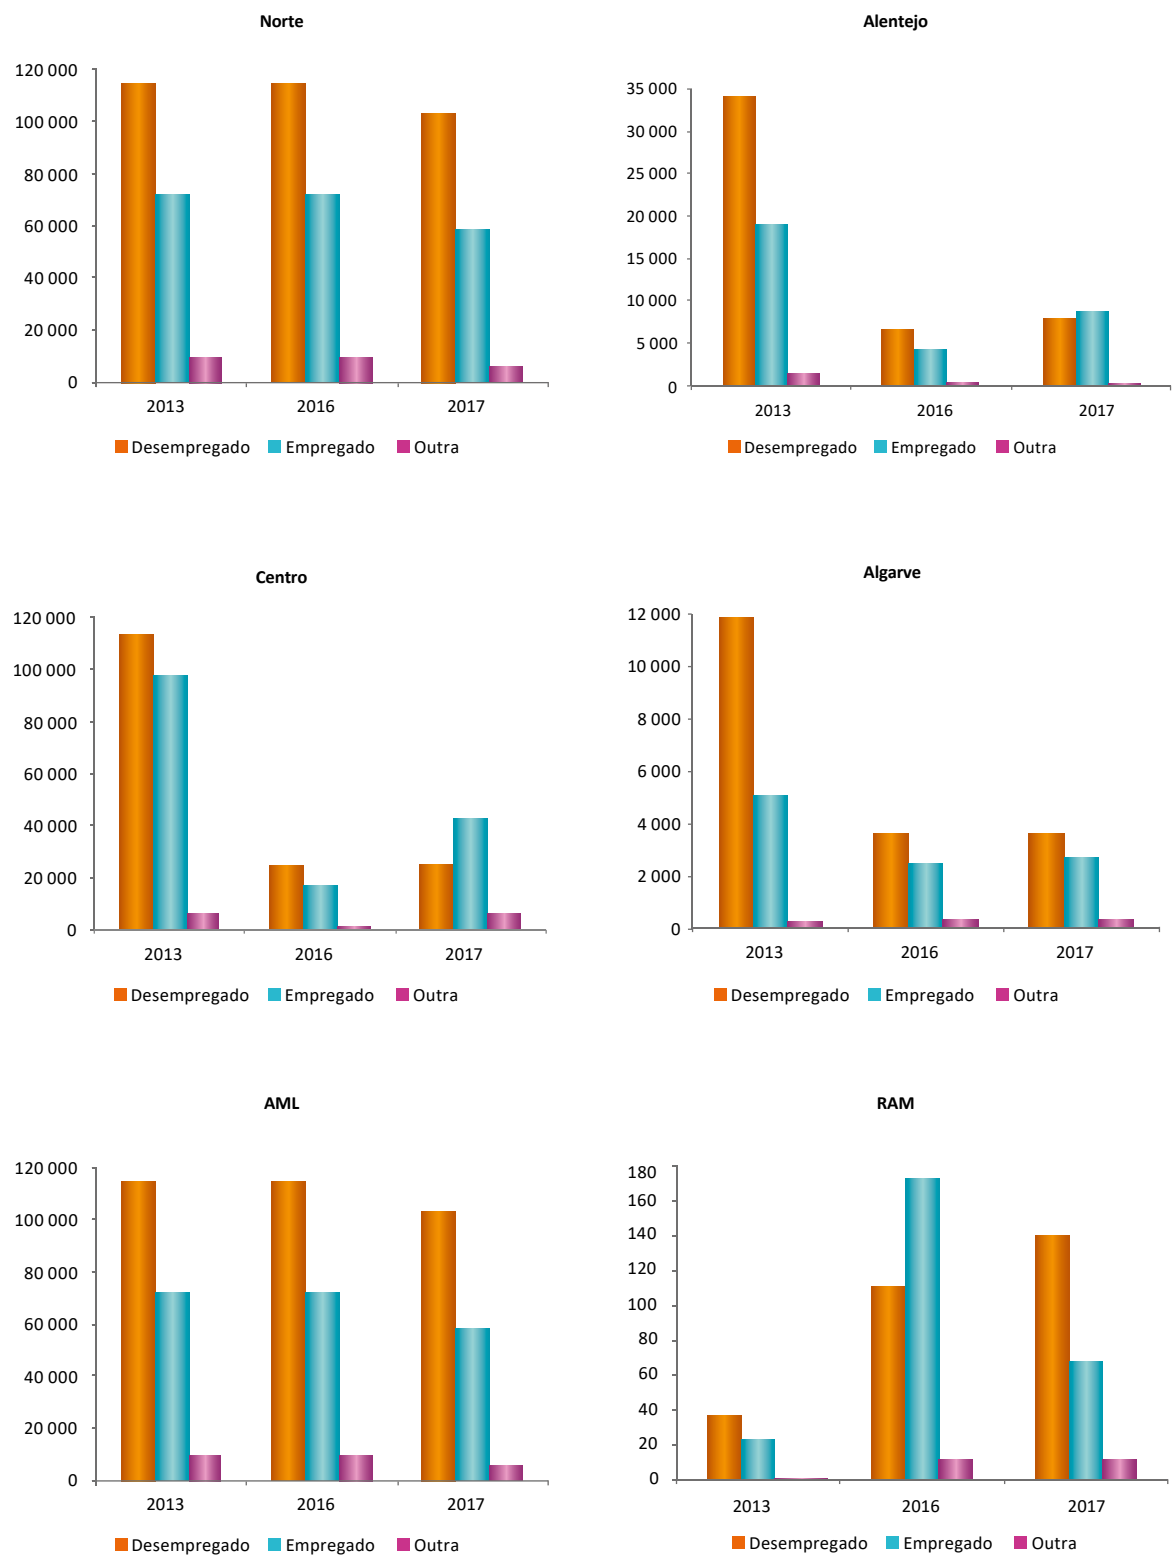 Norte
120 000
100 000
80 000
60 000
40 000
20 000
0
2013 2016 2017
Desempregado Empregado Outra
Alentejo
35 000
30 000
25 000
20 000
15 000
10 000
5 000
0
2013 2016 2017
Desempregado Empregado Outra
Centro
120 000
100 000
80 000
60 000
40 000
20 000
0
2013 2016 2017
Desempregado Empregado Outra
Algarve
12 000
10 000
8 000
6 000
4 000
2 000
0
2013 2016 2017
Desempregado Empregado Outra
AML
120 000
100 000
80 000
60 000
40 000
20 000
0
2013 2016 2017
Desempregado Empregado Outra
RAM
180
160
140
120
100
80
60
40
20
0
2013 2016 2017
Desempregado Empregado Outra